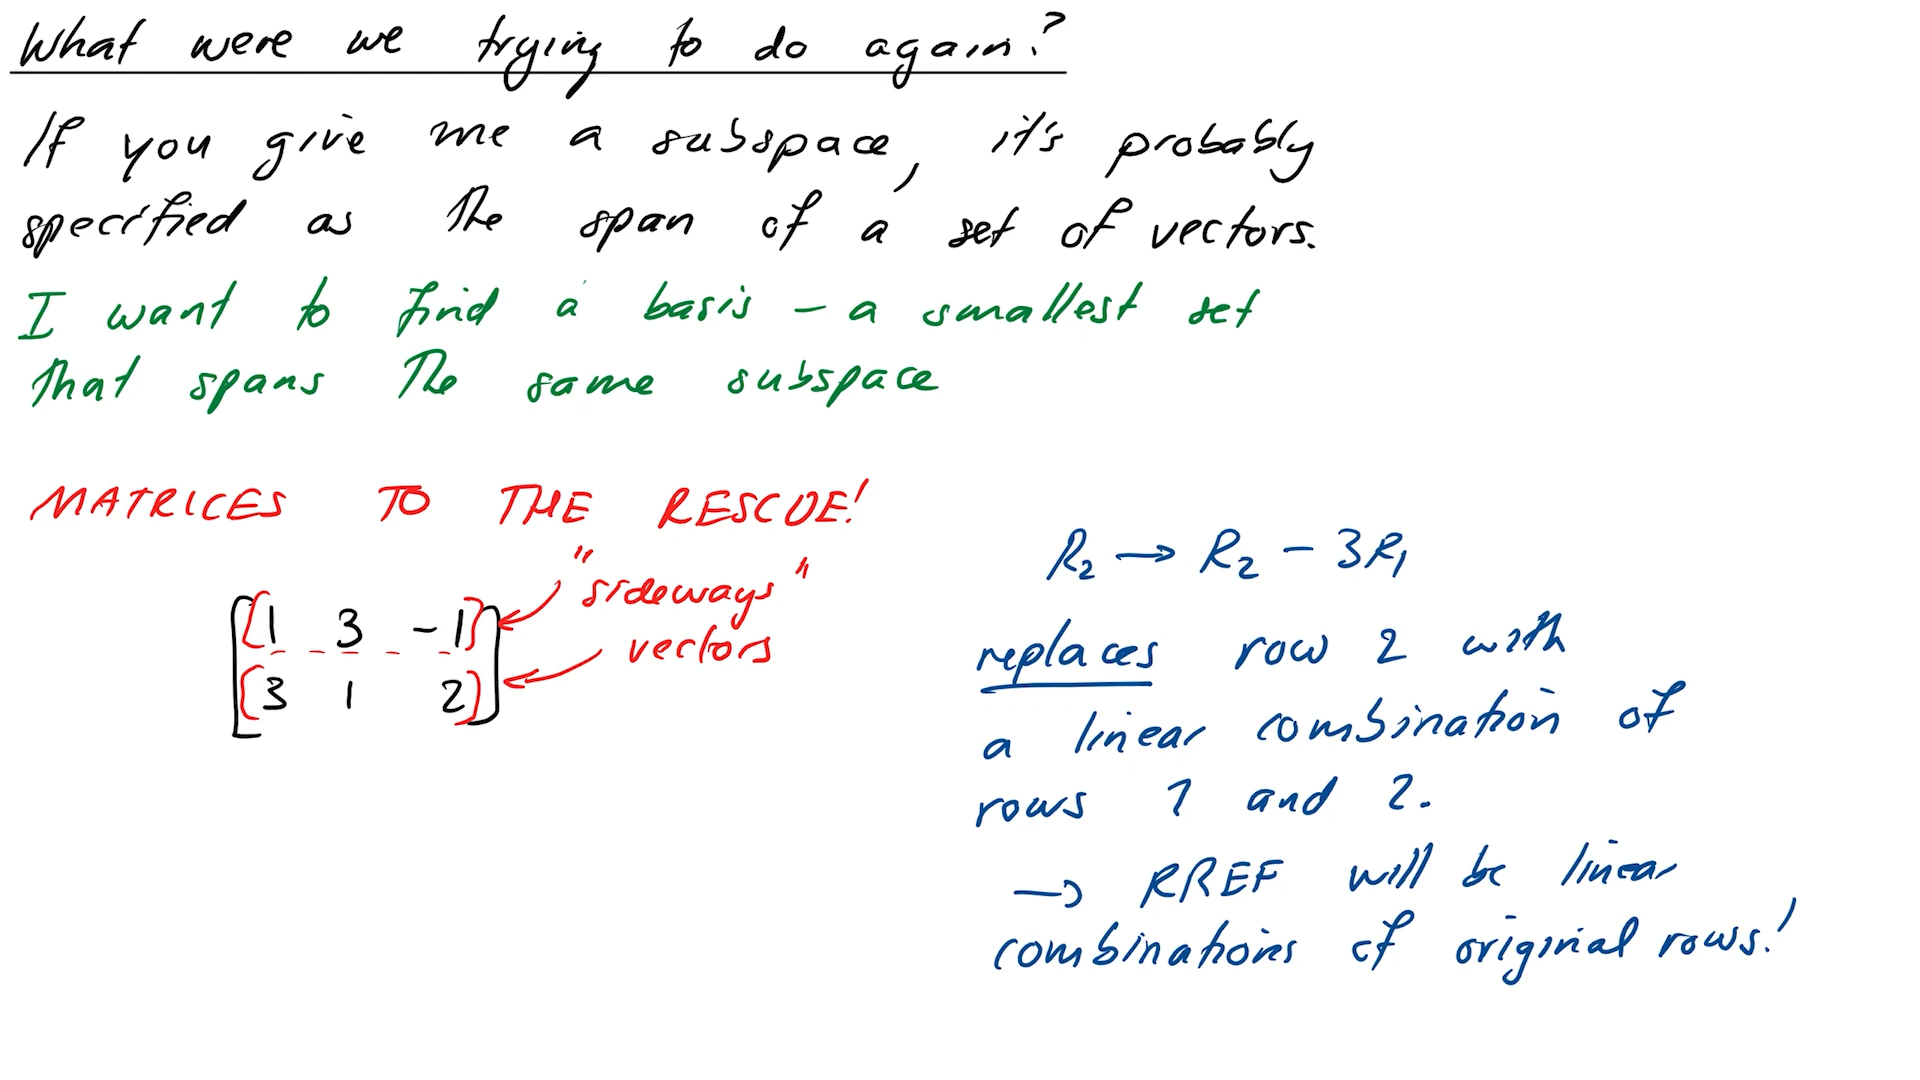 What were we trying to do again?
If you give me a subspace, it's probably
specified as the span of a set of vectors.
I want to find a basis – a smallest set
that spans the same subspace
MATRICES TO THE RESCUE!
"sideways"
vectors
1 3 -1
3 1 2
R₂ → R₂ - 3R₁
replaces row 2 with
a linear combination of
rows 1 and 2.
→ RREF will be linear
combinations of original rows!